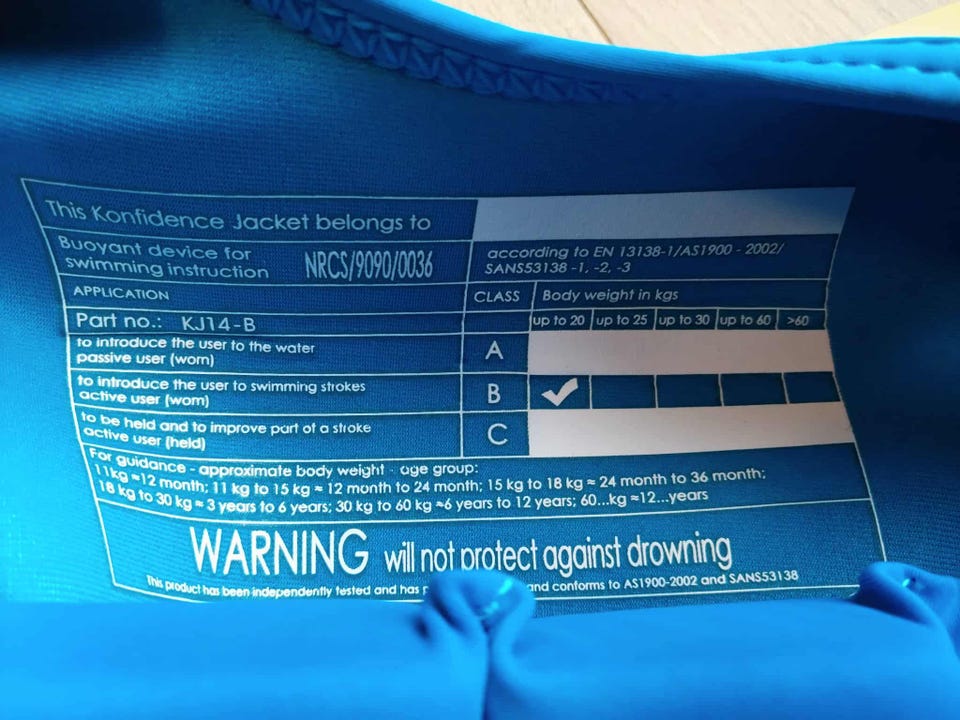 This Konfidence Jacket belongs to
Buoyant device for
swimming instruction
NRCS/9090/0036
according to EN 13138-1/AS1900 - 2002/
SANS53138 -1, -2, -3
APPLICATION
CLASS
Body weight in kgs
Part no.: KJ14-B
up to 20 up to 25 up to 30 up to 60 >60
to introduce the user to the water
passive user (worn)
A
to introduce the user to swimming strokes
active user (worn)
B ✓
to be held and to improve part of a stroke
active user (held)
C
For guidance - approximate body weight - age group:
11kg ≈12 month; 11 kg to 15 kg ≈ 12 month to 24 month; 15 kg to 18 kg ≈ 24 month to 36 month;
18 kg to 30 kg ≈ 3 years to 6 years; 30 kg to 60 kg ≈6 years to 12 years; 60...kg ≈12...years
WARNING will not protect against drowning
This product has been independently tested and has and conforms to AS1900-2002 and SANS53138